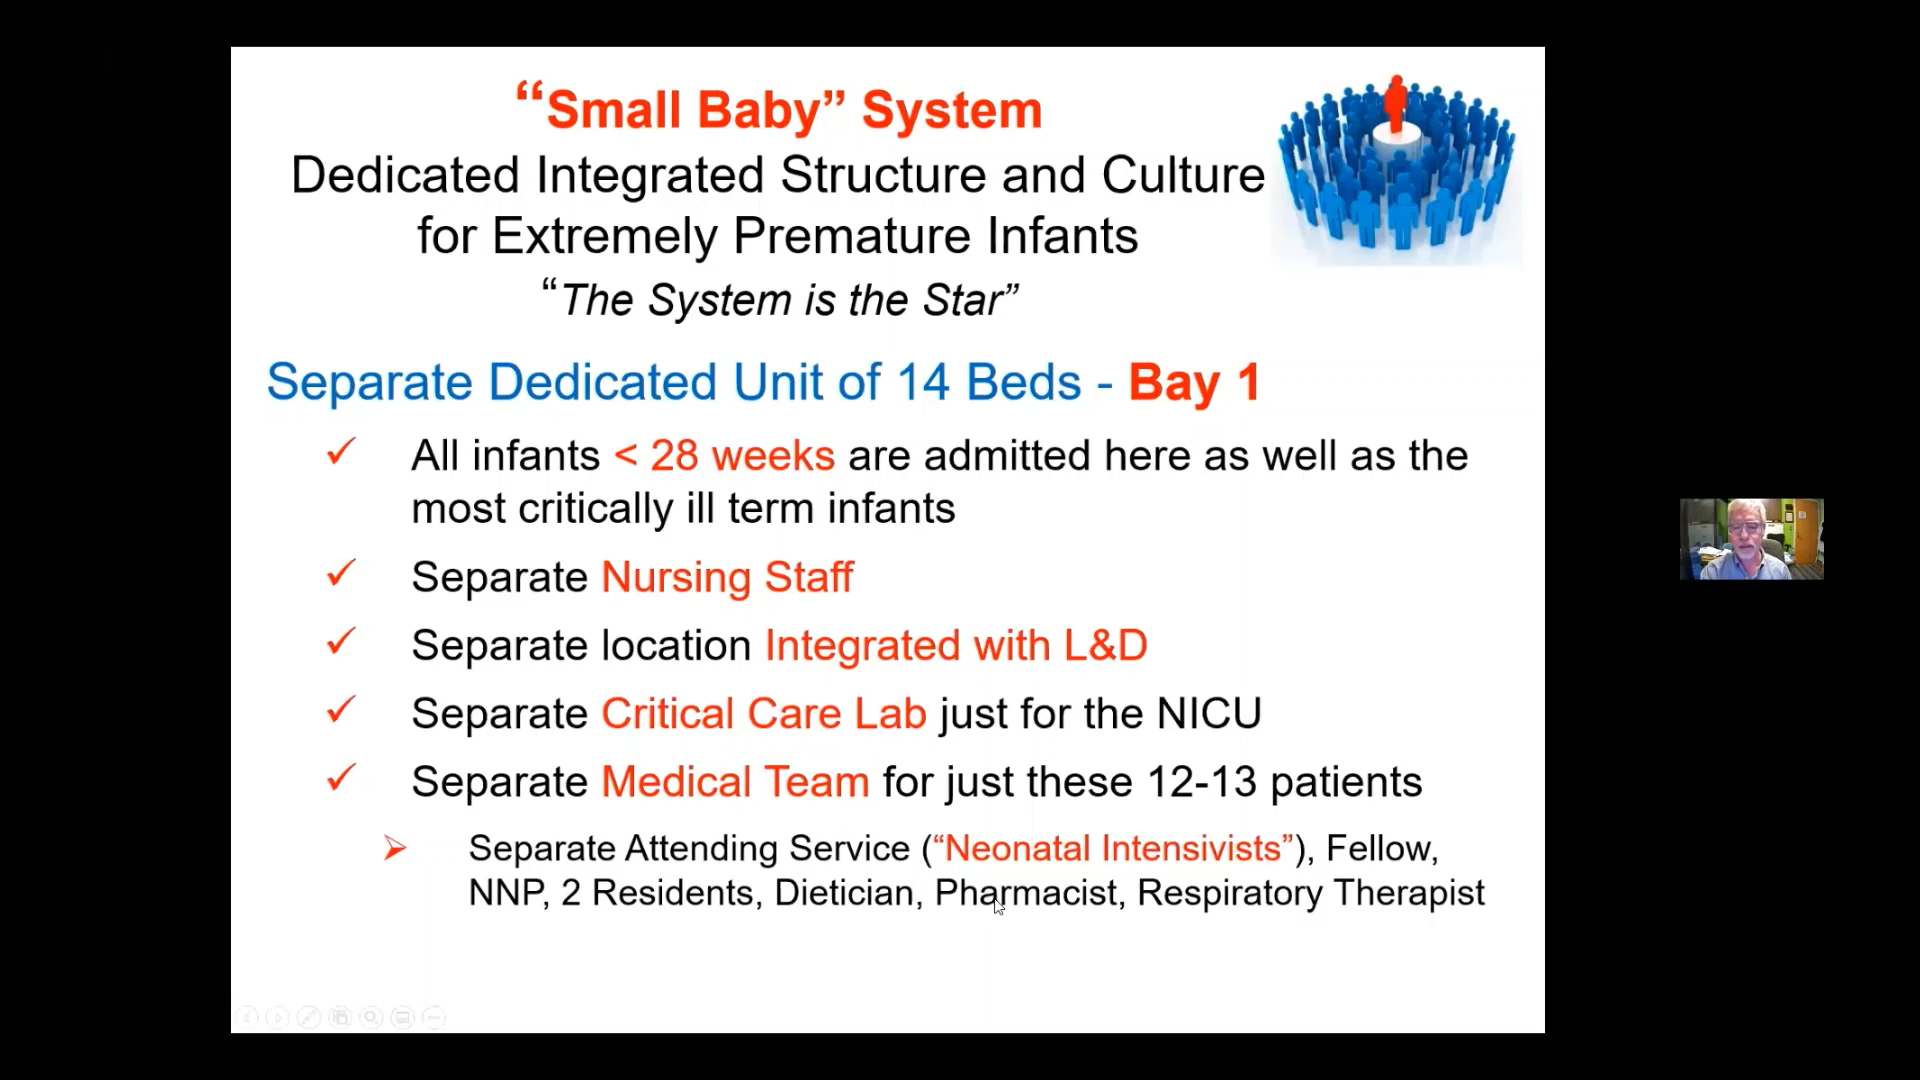 “Small Baby” System
Dedicated Integrated Structure and Culture
for Extremely Premature Infants
“The System is the Star”
Separate Dedicated Unit of 14 Beds - Bay 1
All infants < 28 weeks are admitted here as well as the
most critically ill term infants
Separate Nursing Staff
Separate location Integrated with L&D
Separate Critical Care Lab just for the NICU
Separate Medical Team for just these 12-13 patients
Separate Attending Service (“Neonatal Intensivists”), Fellow,
NNP, 2 Residents, Dietician, Pharmacist, Respiratory Therapist